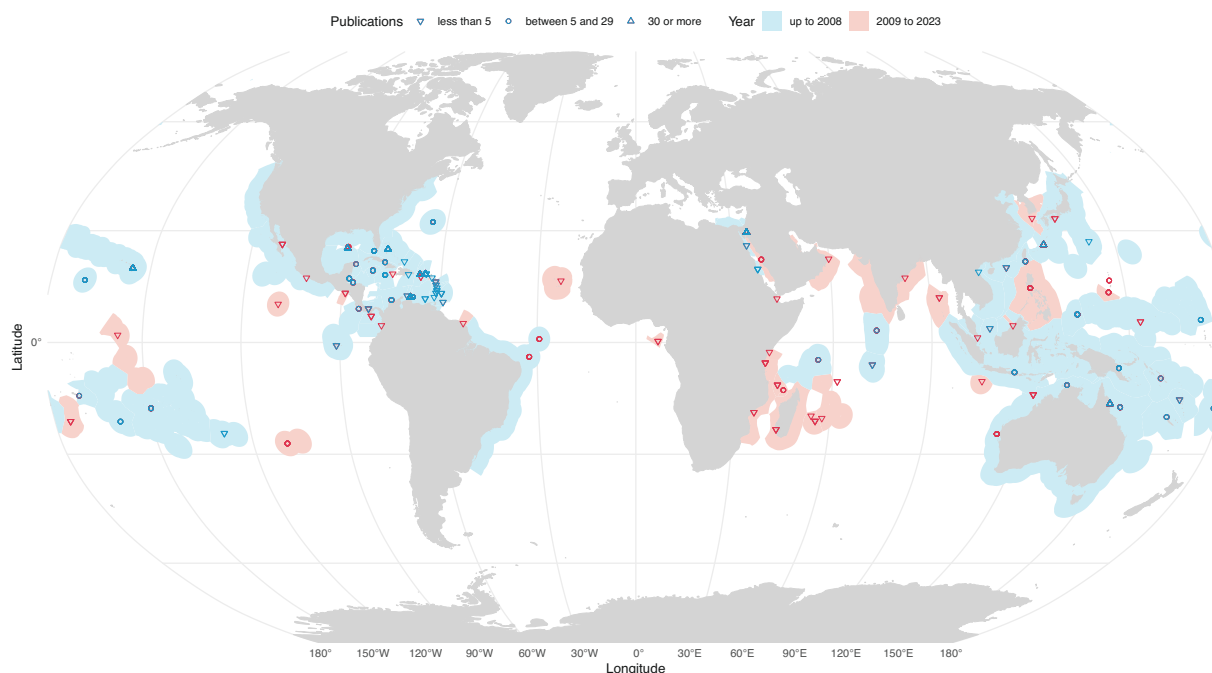 Publications less than 5 between 5 and 29 30 or more Year up to 2008 2009 to 2023
Latitude
0°
180° 150°W 120°W 90°W 60°W 30°W 0° 30°E 60°E 90°E 120°E 150°E 180°
Longitude